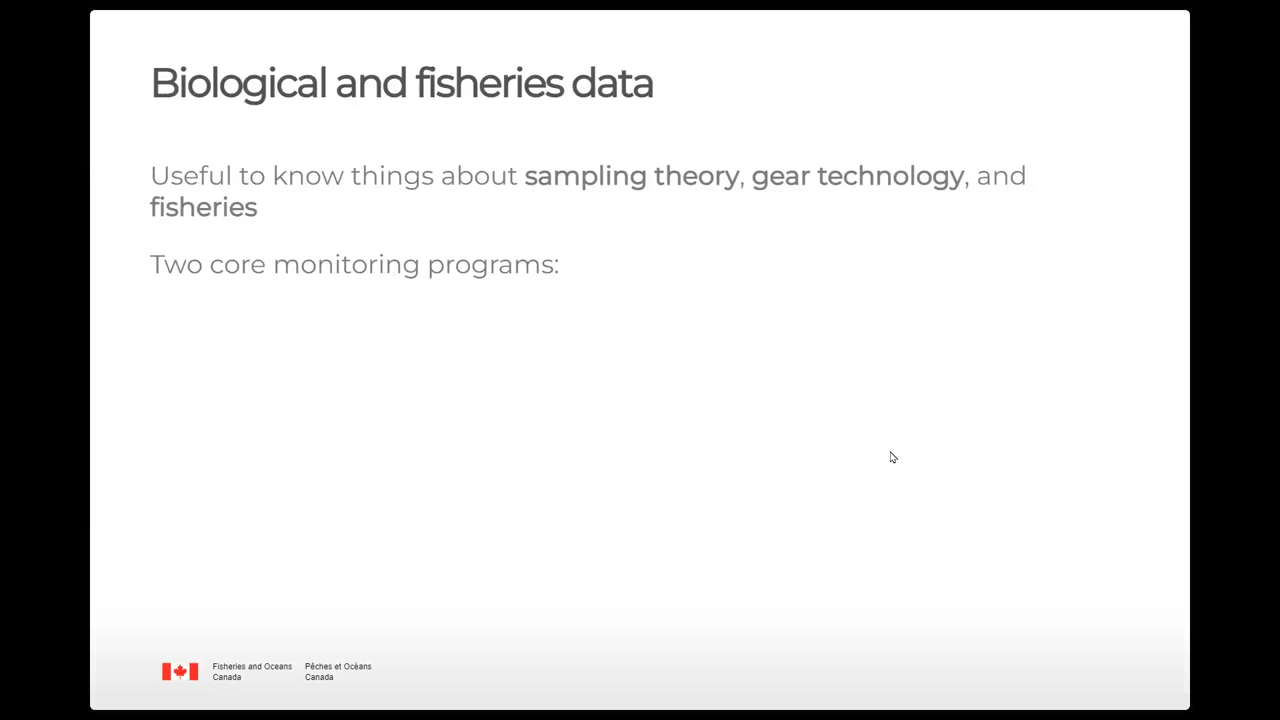 Biological and fisheries data
Useful to know things about sampling theory, gear technology, and
fisheries
Two core monitoring programs:
Fisheries and Oceans
Canada
Pêches et Océans
Canada